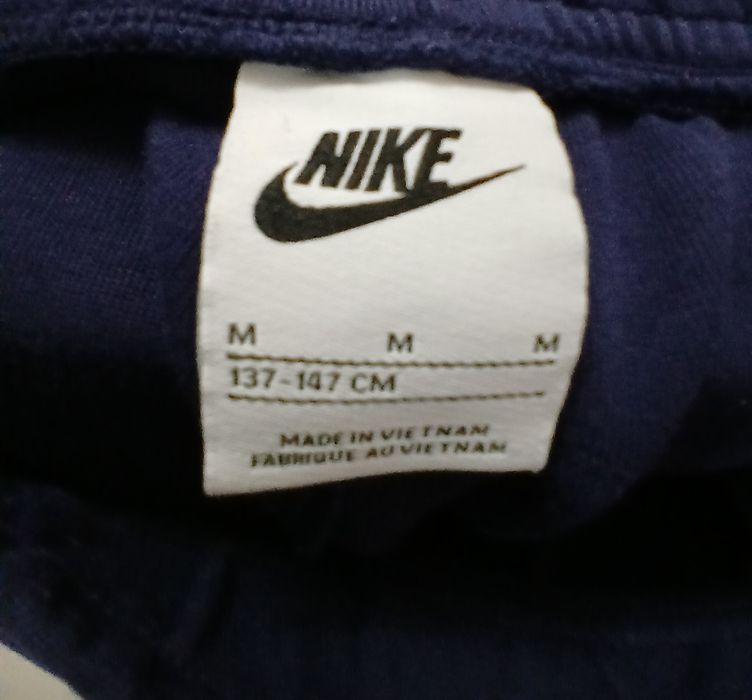 NIKE
M M M
137-147 CM
MADE IN VIETNAM
FABRIQUE AU VIETNAM